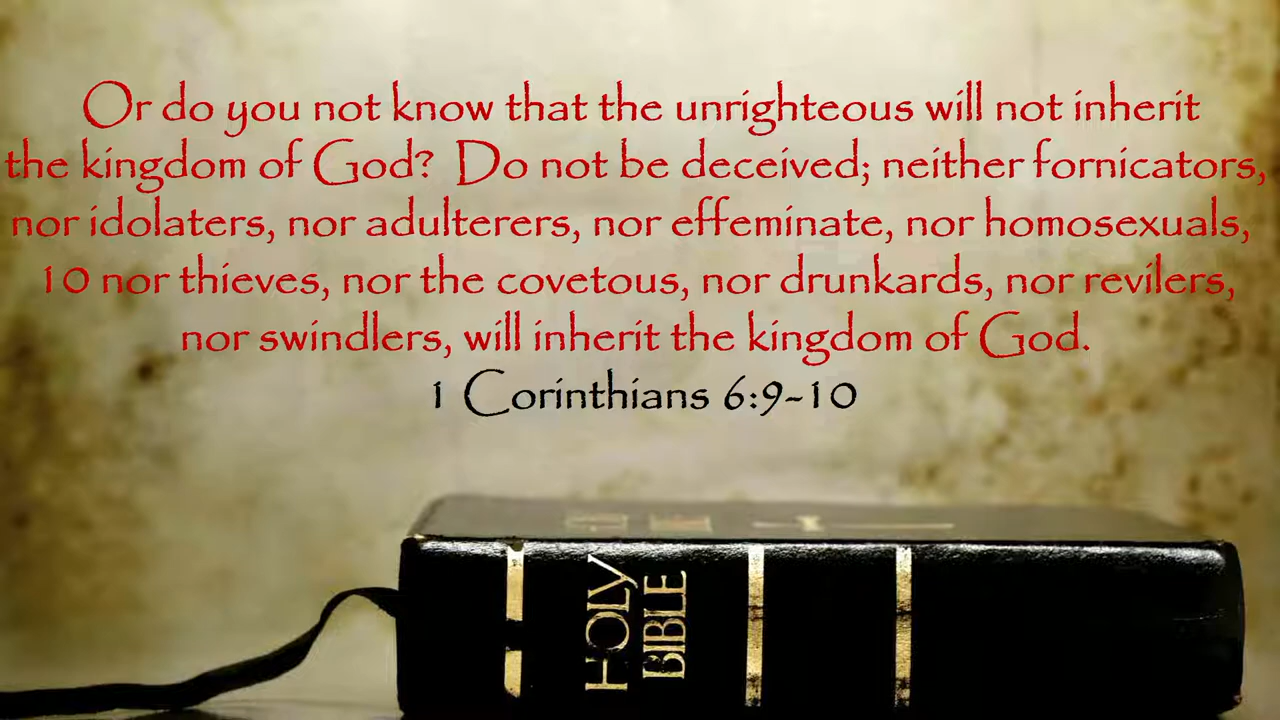 Or do you not know that the unrighteous will not inherit
the kingdom of God? Do not be deceived; neither fornicators,
nor idolaters, nor adulterers, nor effeminate, nor homosexuals,
10 nor thieves, nor the covetous, nor drunkards, nor revilers,
nor swindlers, will inherit the kingdom of God.
1 Corinthians 6:9-10
HOLY
BIBLE